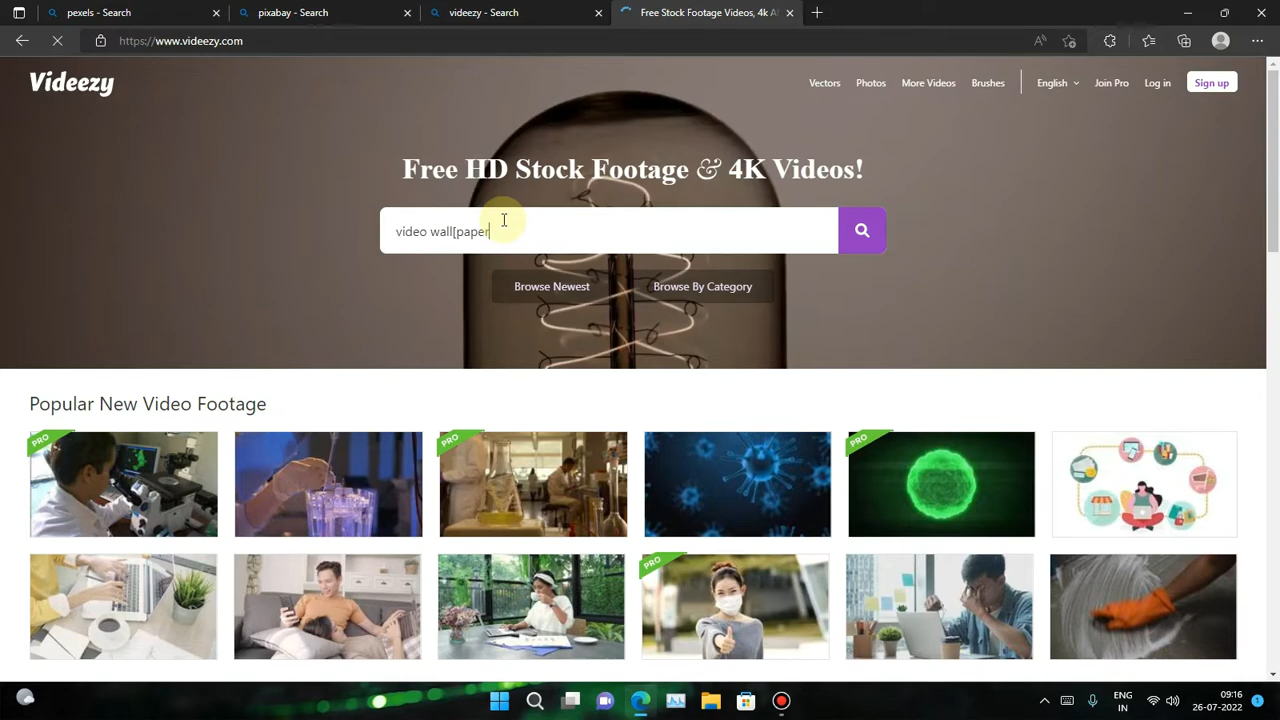 pexels - Search
pixabay - Search
videezy - Search
Free Stock Footage Videos, 4k A
https://www.videezy.com
Videezy
Vectors
Photos
More Videos
Brushes
English
Join Pro
Log in
Sign up
Free HD Stock Footage & 4K Videos!
video wall[paper
Browse Newest
Browse By Category
Popular New Video Footage
PRO
PRO
PRO
PRO
ENG
IN
09:16
26-07-2022
1